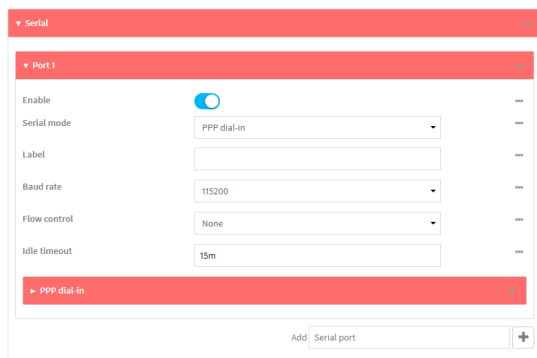 Serial
Port 1
Enable
Serial mode PPP dial-in
Label
Baud rate 115200
Flow control None
Idle timeout 15m
PPP dial-in
Add Serial port